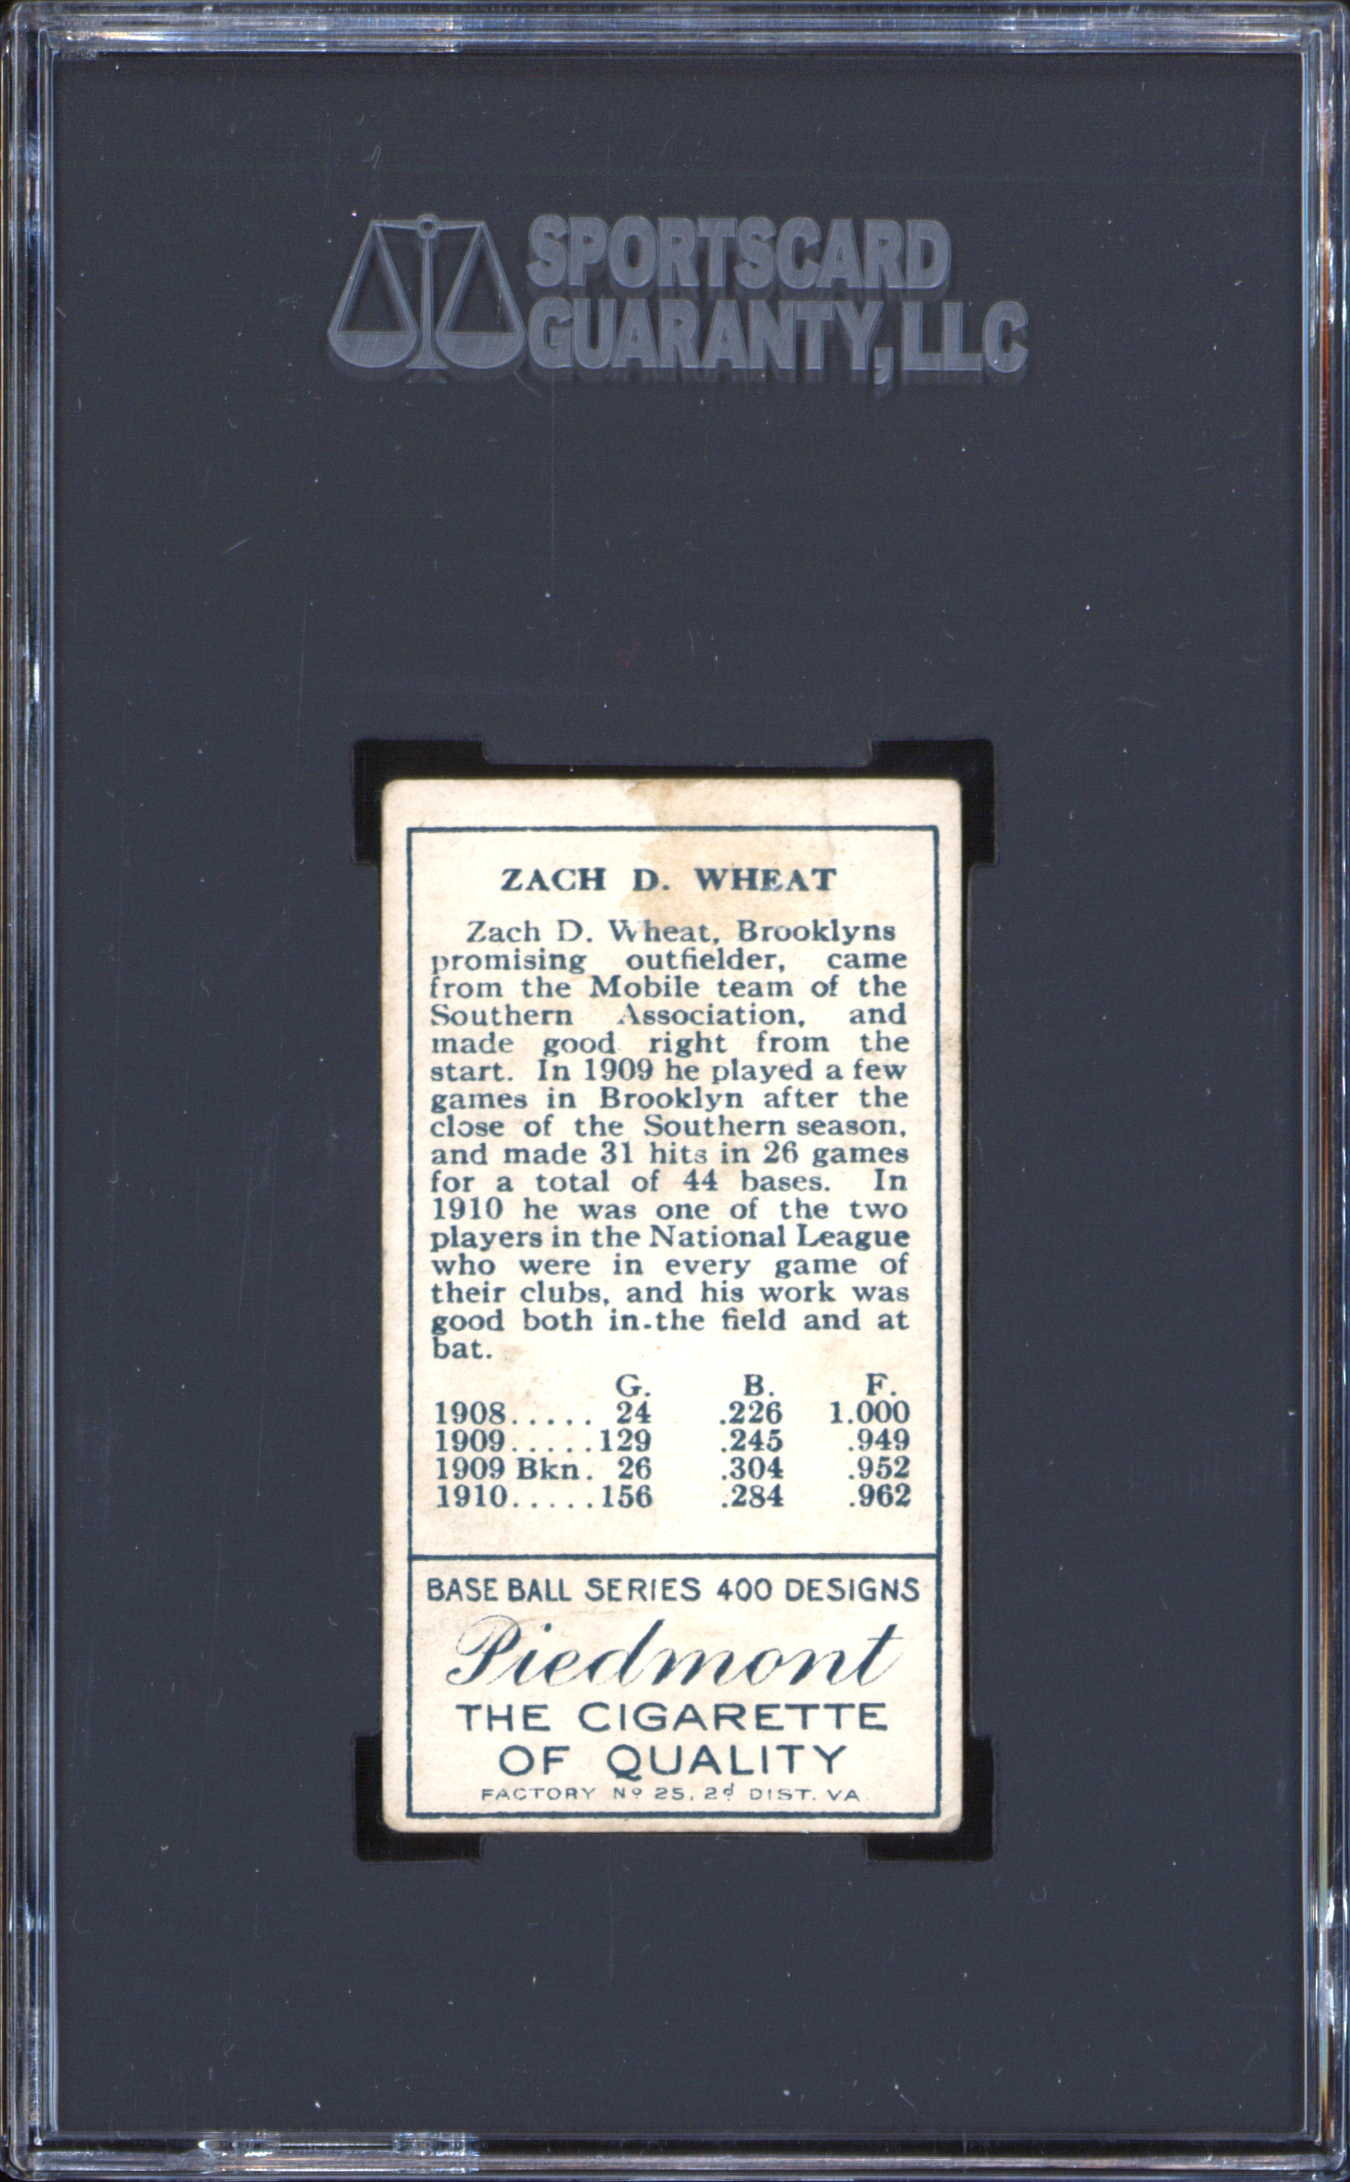 SPORTSCARD
GUARANTY, LLC
ZACH D. WHEAT
Zach D. Wheat, Brooklyns
promising outfielder, came
from the Mobile team of the
Southern Association, and
made good right from the
start. In 1909 he played a few
games in Brooklyn after the
close of the Southern season,
and made 31 hits in 26 games
for a total of 44 bases. In
1910 he was one of the two
players in the National League
who were in every game of
their clubs, and his work was
good both in the field and at
bat.
G. B. F.
1908..... 24 .226 1.000
1909.....129 .245 .949
1909 Bkn. 26 .304 .952
1910.....156 .284 .962
BASE BALL SERIES 400 DESIGNS
Piedmont
THE CIGARETTE
OF QUALITY
FACTORY Nº 25, 2d DIST. VA.